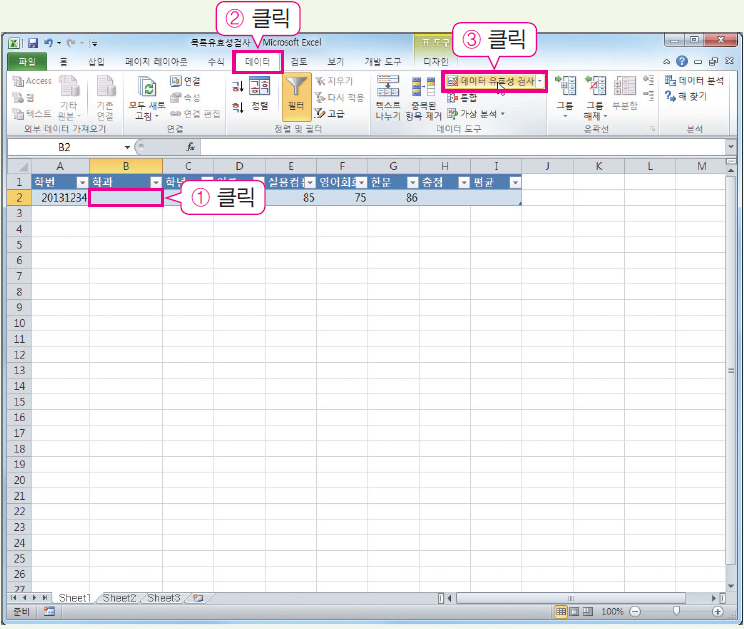 ② 클릭
목록유효성검사 - Microsoft Excel
표 도구
③ 클릭
파일 홈 삽입 페이지 레이아웃 수식 데이터 검토 보기 개발 도구 디자인
Access
웹
텍스트
기타 원본
기존 연결
모두 새로 고침
연결
속성
연결 편집
정렬
필터
지우기
다시 적용
고급
텍스트 나누기
중복된 항목 제거
데이터 유효성 검사
통합
가상 분석
그룹
그룹 해제
부분합
데이터 분석
해 찾기
외부 데이터 가져오기 연결 정렬 및 필터 데이터 도구 윤곽선 분석
B2 fx
A B C D E F G H I J K L M
1 학번 학과 학년 실용컴 영어회화 한문 총점 평균
2 20131234 85 75 86
① 클릭
3
4
5
6
7
8
9
10
11
12
13
14
15
16
17
18
19
20
21
22
23
24
25
26
27
Sheet1 Sheet2 Sheet3
준비 100%